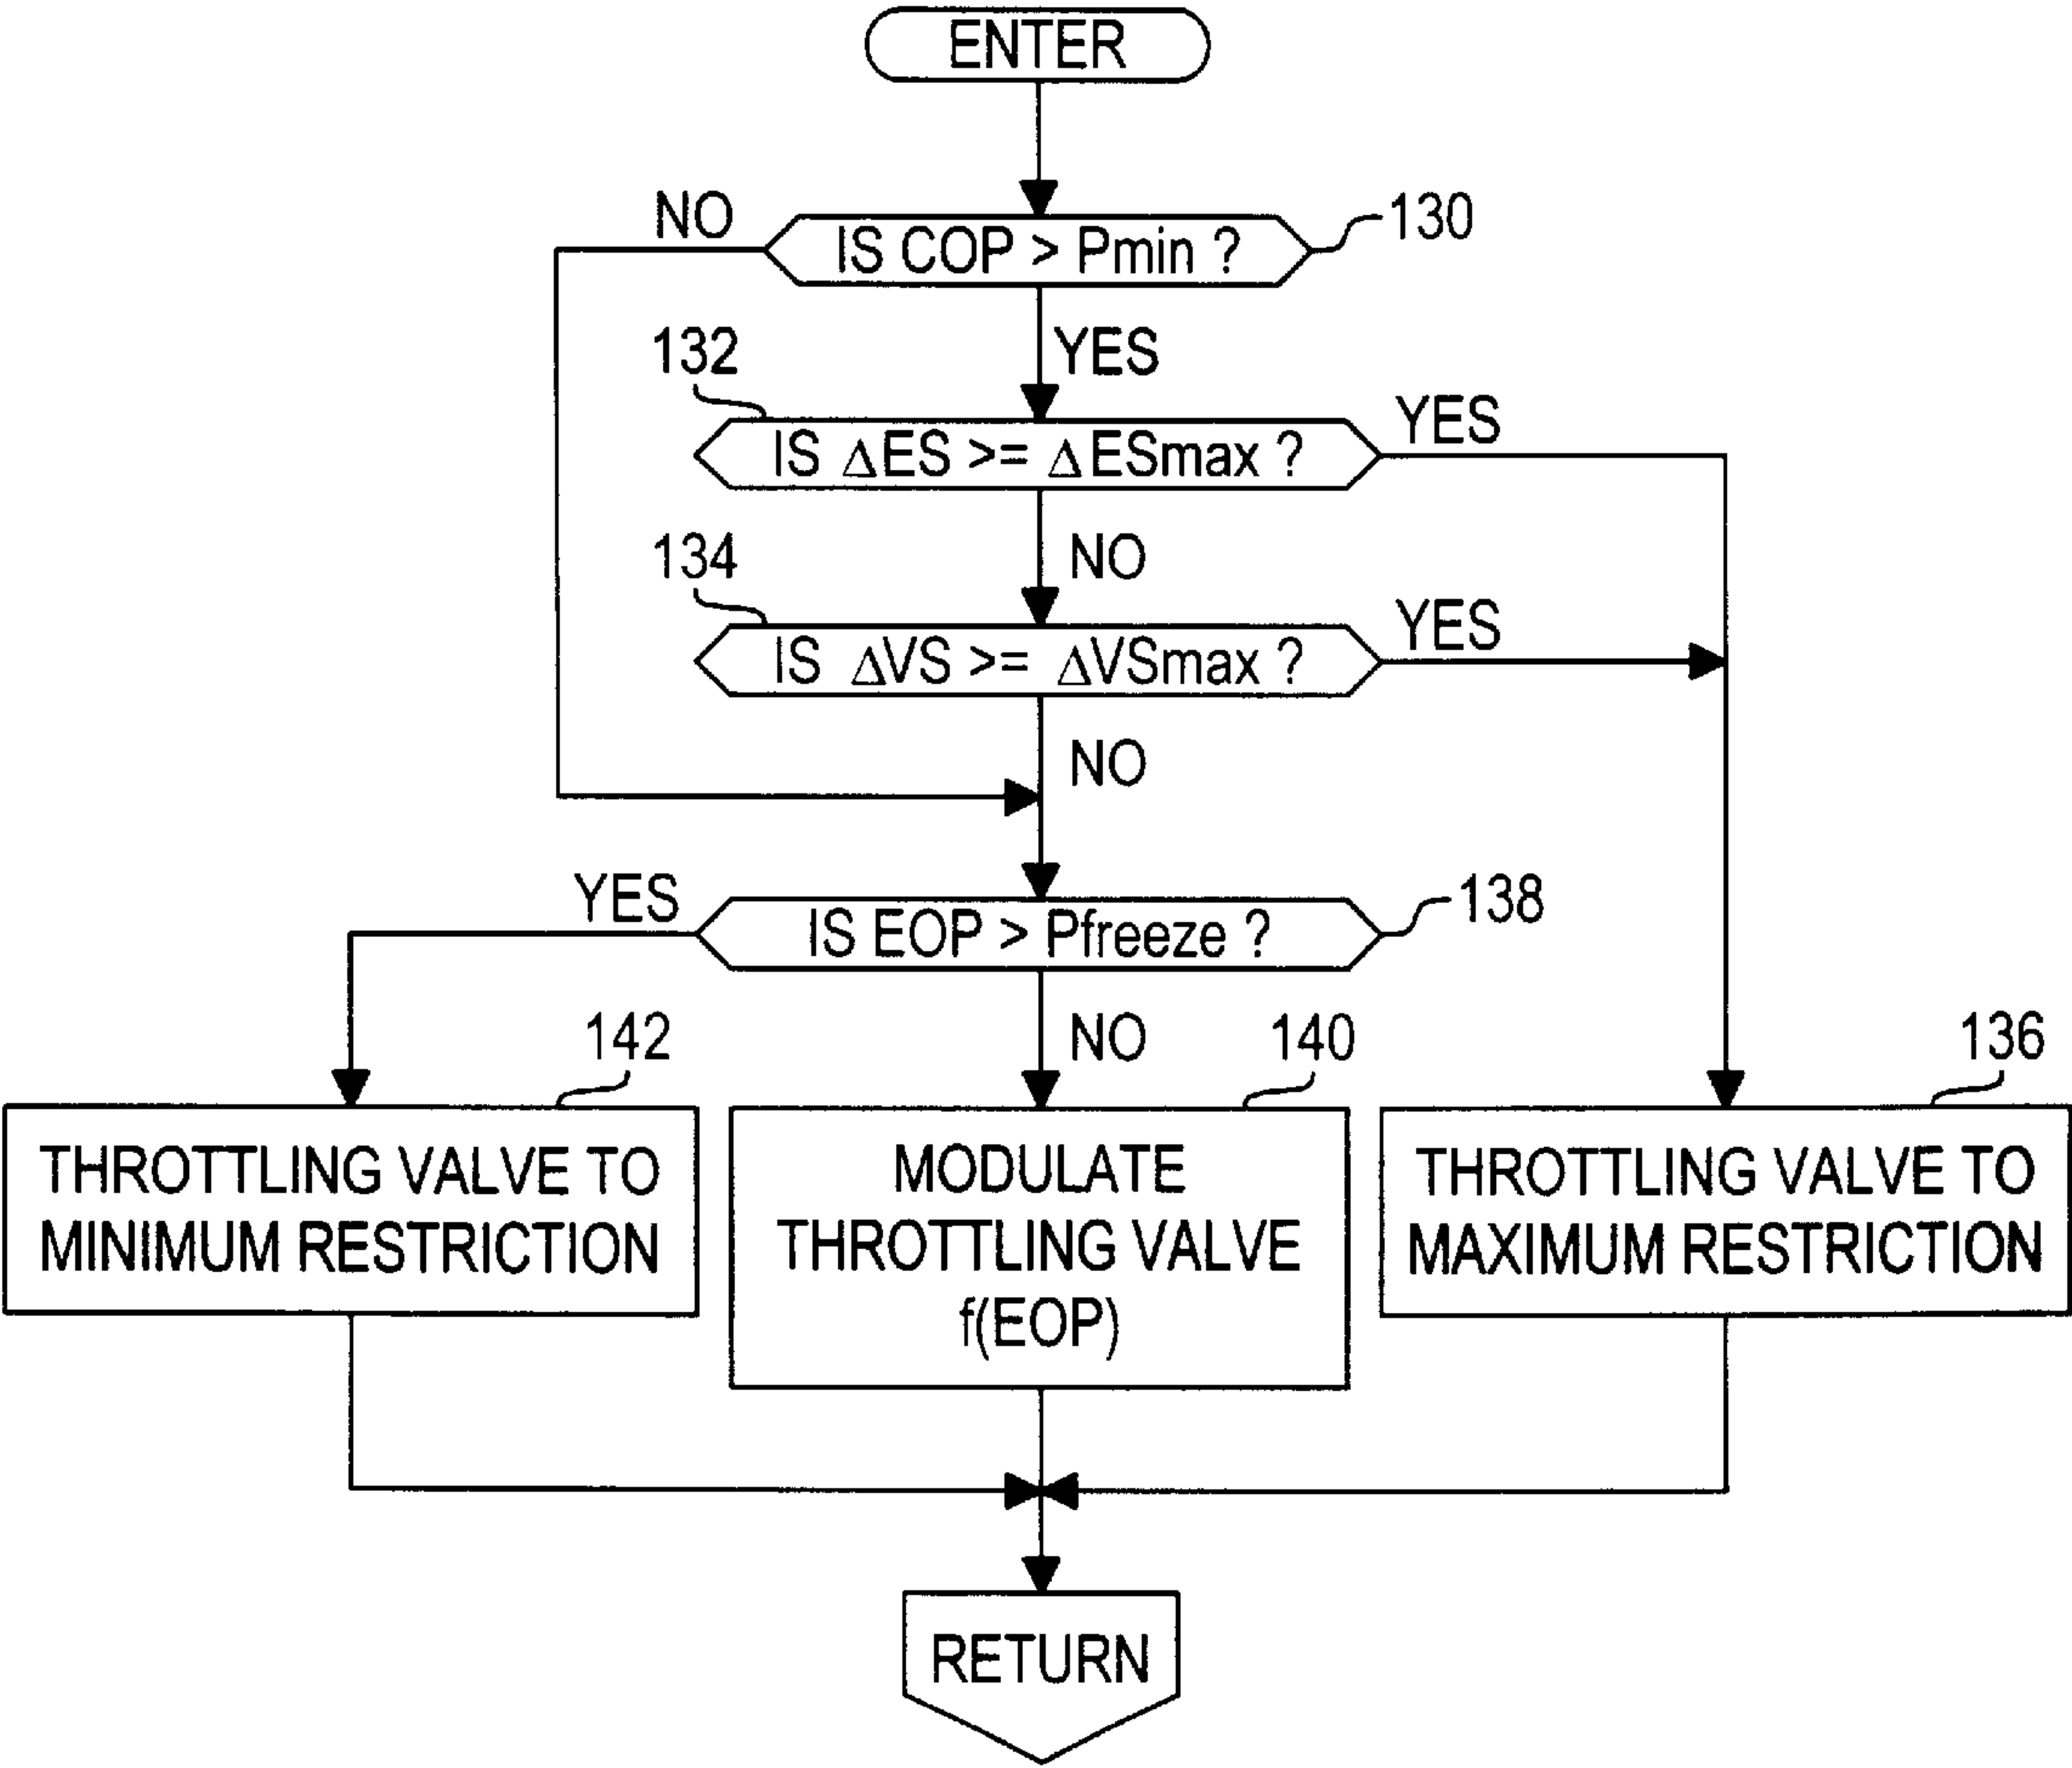 ENTER
NO
IS COP > Pmin ?
130
132
YES
IS ΔES >= ΔESmax ?
YES
134
NO
IS ΔVS >= ΔVSmax ?
YES
NO
YES
IS EOP > Pfreeze ?
138
142
NO
140
136
THROTTLING VALVE TO
MINIMUM RESTRICTION
MODULATE
THROTTLING VALVE
f(EOP)
THROTTLING VALVE TO
MAXIMUM RESTRICTION
RETURN